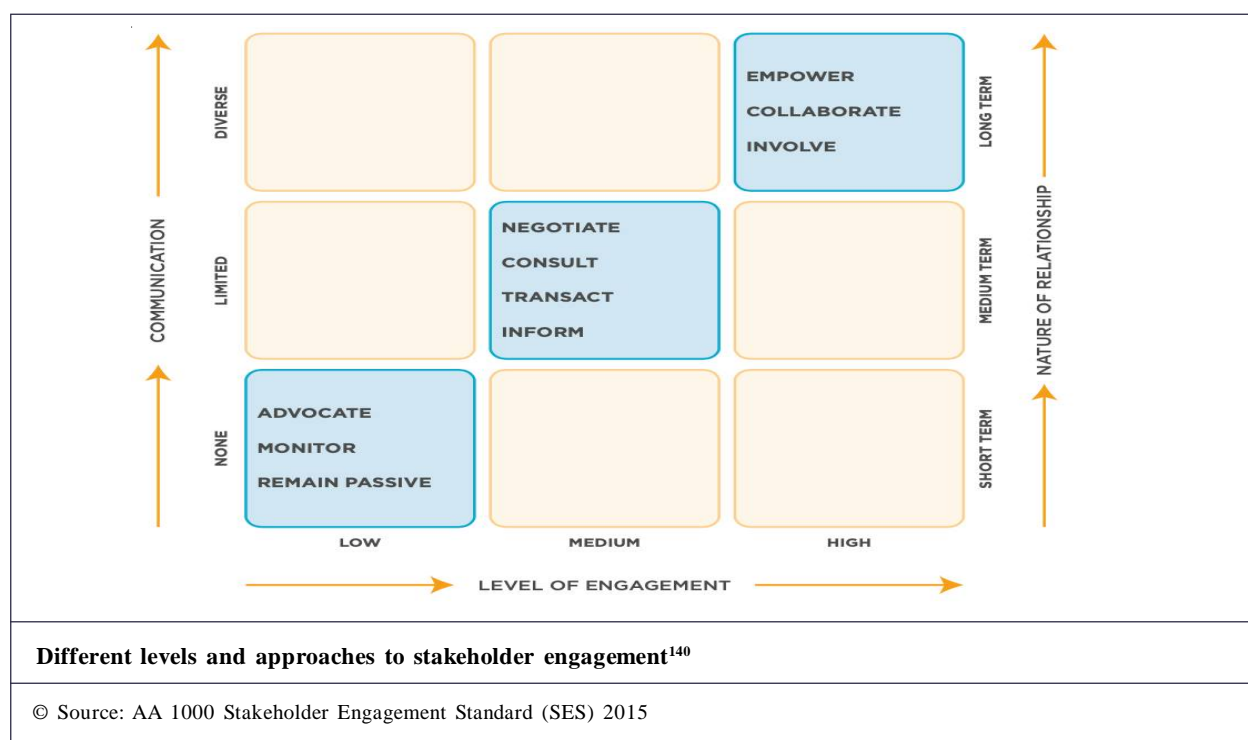 DIVERSE
EMPOWER
COLLABORATE
INVOLVE
LONG TERM
COMMUNICATION
LIMITED
NEGOTIATE
CONSULT
TRANSACT
INFORM
MEDIUM TERM
NATURE OF RELATIONSHIP
NONE
ADVOCATE
MONITOR
REMAIN PASSIVE
SHORT TERM
LOW
MEDIUM
HIGH
LEVEL OF ENGAGEMENT
Different levels and approaches to stakeholder engagement¹⁴⁰
© Source: AA 1000 Stakeholder Engagement Standard (SES) 2015